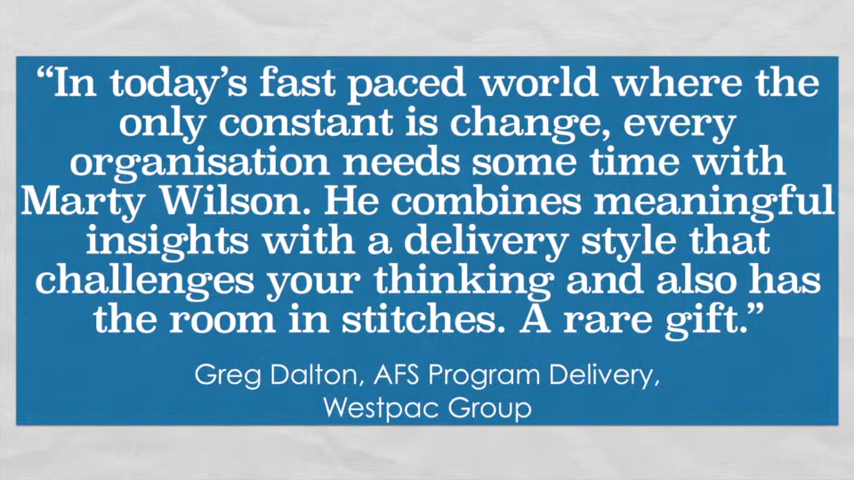 “In today’s fast paced world where the
only constant is change, every
organisation needs some time with
Marty Wilson. He combines meaningful
insights with a delivery style that
challenges your thinking and also has
the room in stitches. A rare gift.”
Greg Dalton, AFS Program Delivery,
Westpac Group